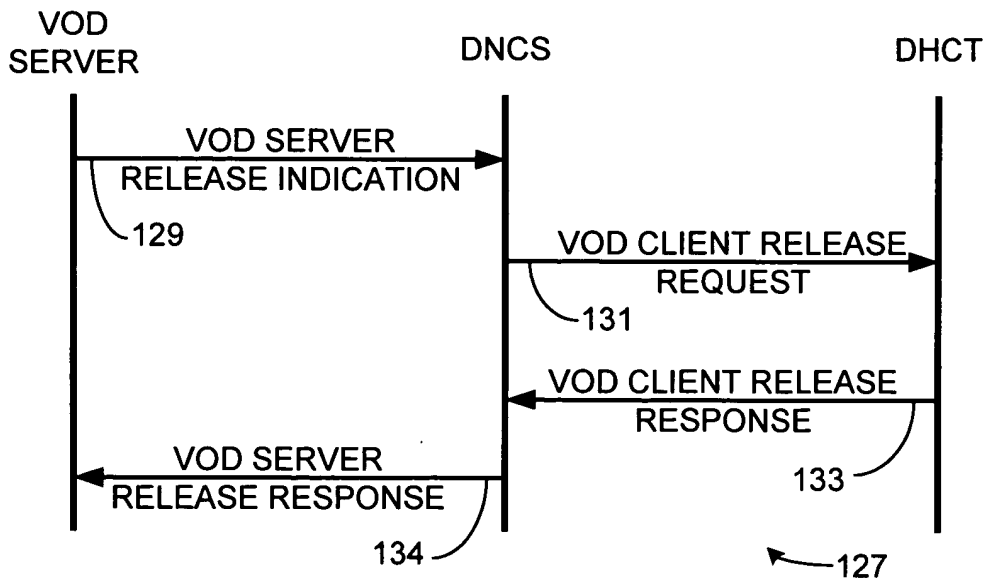 VOD
SERVER
DNCS
DHCT
VOD SERVER
RELEASE INDICATION
129
VOD CLIENT RELEASE
REQUEST
131
VOD CLIENT RELEASE
RESPONSE
133
VOD SERVER
RELEASE RESPONSE
134
127